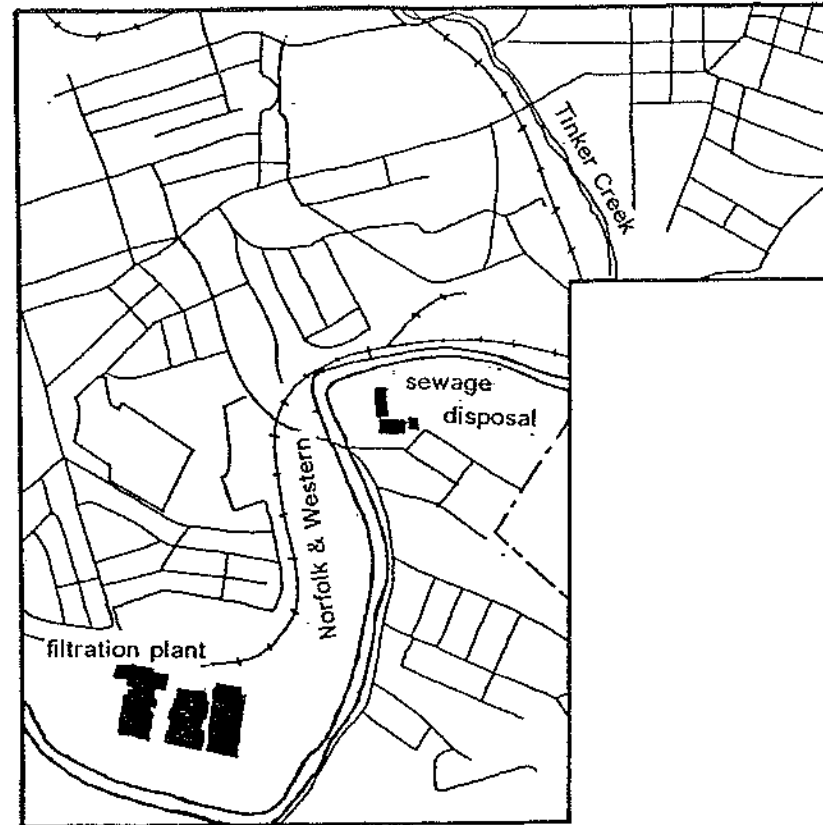 Tinker Creek
sewage
disposal
Norfolk & Western
filtration plant